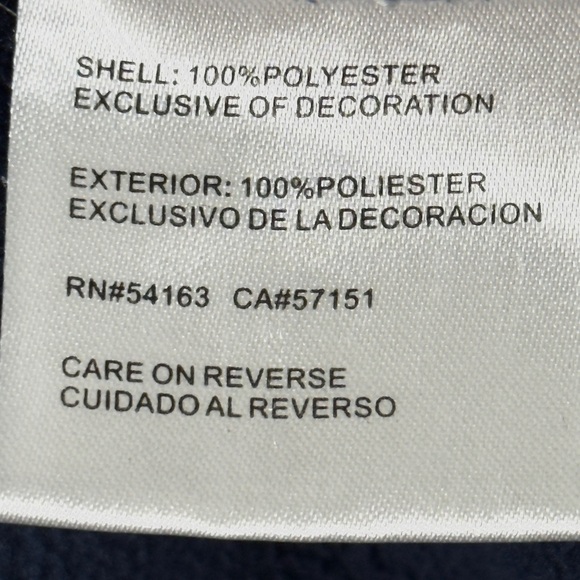 SHELL: 100%POLYESTER
EXCLUSIVE OF DECORATION
EXTERIOR: 100%POLIESTER
EXCLUSIVO DE LA DECORACION
RN#54163 CA#57151
CARE ON REVERSE
CUIDADO AL REVERSO